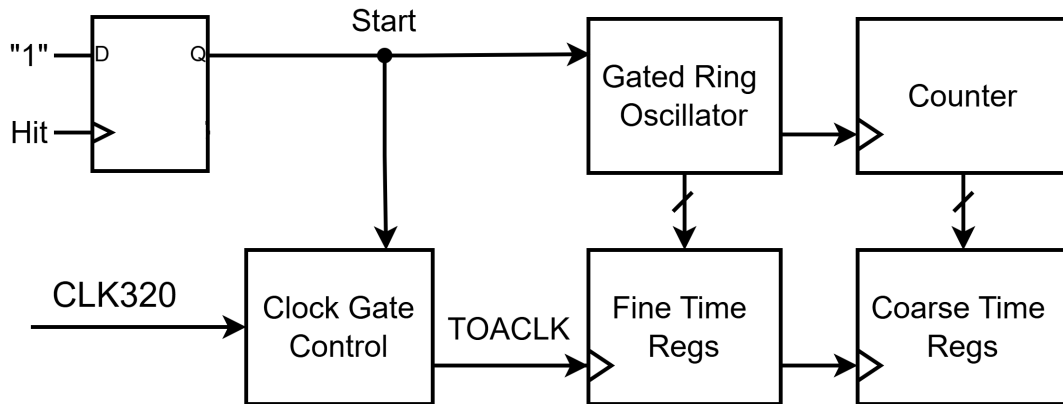 Start
"1"
D
Q
Hit
Gated Ring
Oscillator
Counter
CLK320
Clock Gate
Control
TOACLK
Fine Time
Regs
Coarse Time
Regs